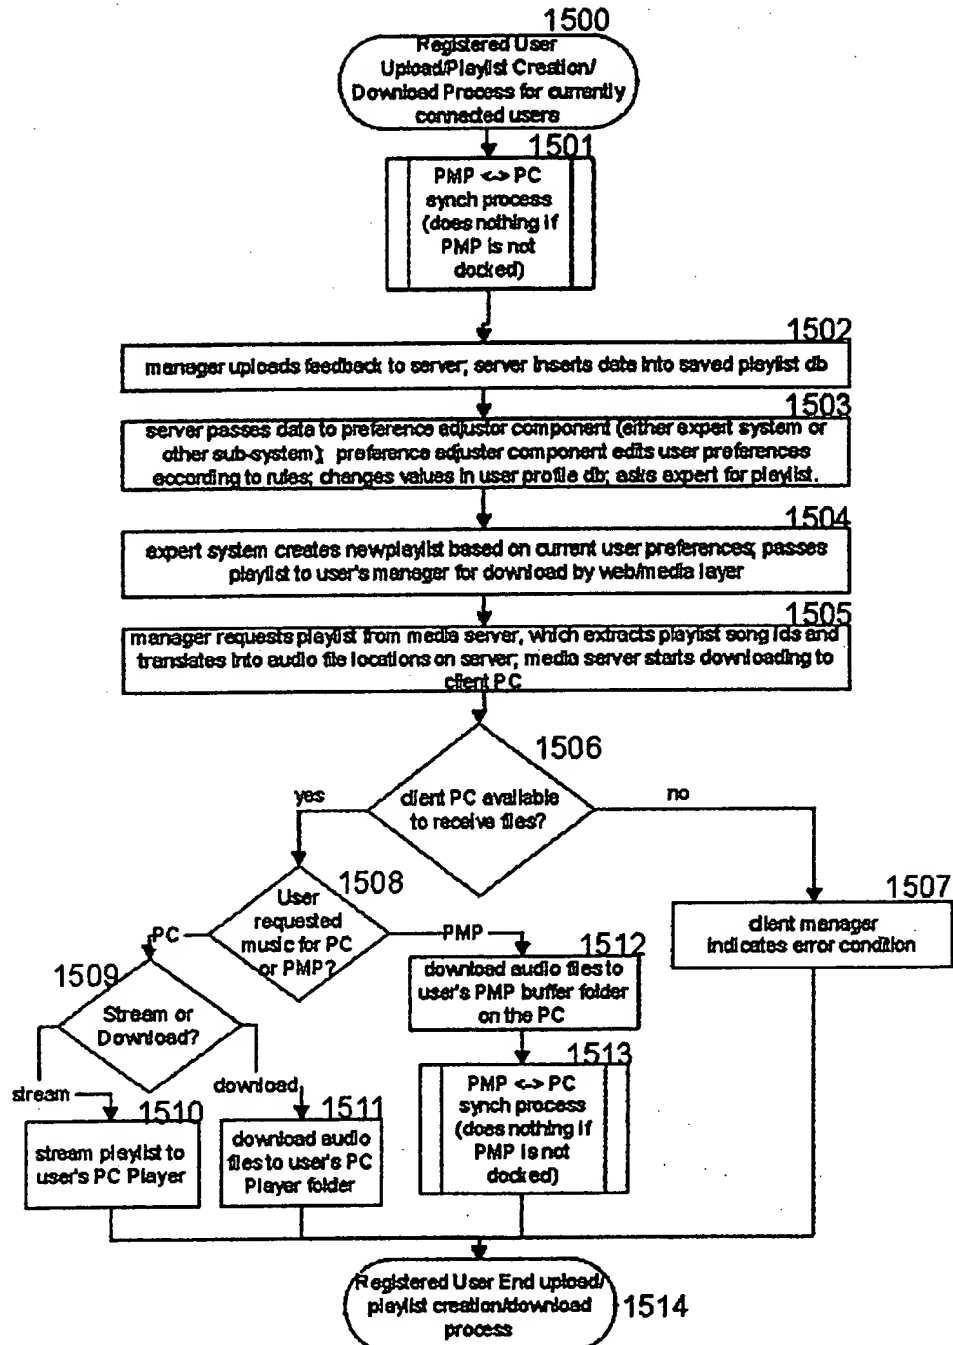 1500
Registered User
Upload/Playlist Creation/
Download Process for currently
connected users
1501
PMP <-> PC
synch process
(does nothing if
PMP is not
docked)
1502
manager uploads feedback to server; server inserts data into saved playlist db
1503
server passes data to preference adjustor component (either expert system or
other sub-system); preference adjuster component edits user preferences
according to rules; changes values in user profile db; asks expert for playlist.
1504
expert system creates newplaylist based on current user preferences; passes
playlist to user's manager for download by web/media layer
1505
manager requests playlist from media server, which extracts playlist song ids and
translates into audio file locations on server; media server starts downloading to
client PC
1506
client PC available
to receive files?
yes
no
1507
client manager
indicates error condition
1508
User
requested
music for PC
or PMP?
PC
PMP
1509
Stream or
Download?
1512
download audio files to
user's PMP buffer folder
on the PC
stream
download
1510
stream playlist to
user's PC Player
1511
download audio
files to user's PC
Player folder
1513
PMP <-> PC
synch process
(does nothing if
PMP is not
docked)
Registered User End upload/
playlist creation/download
process
1514